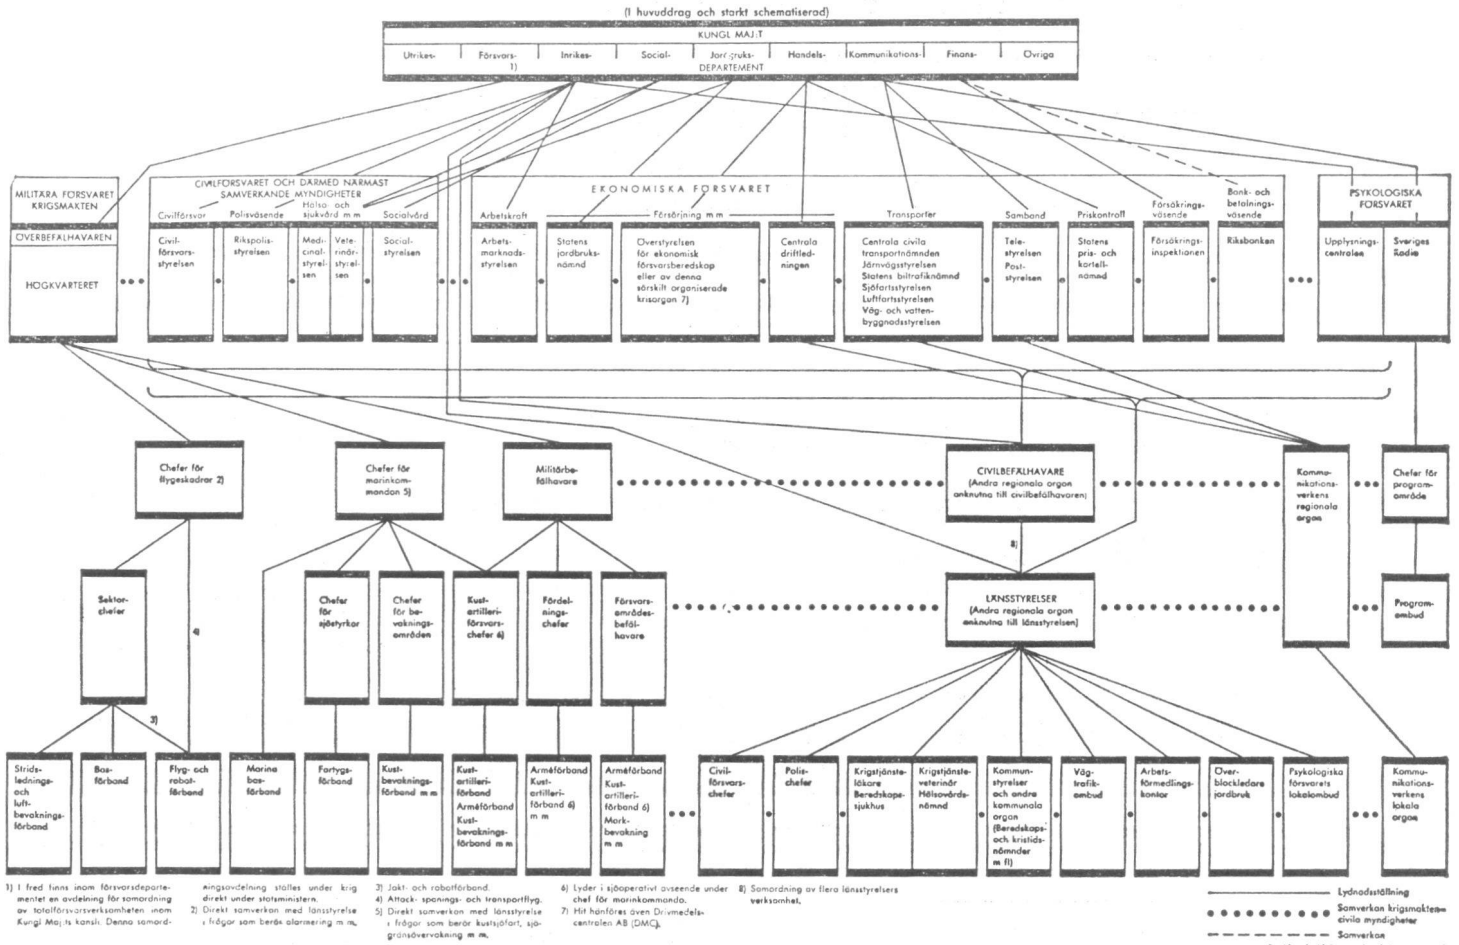 (I huvuddrag och starkt schematiserad)
KUNGL MAJ:T
Utrikes-
Försvars-
1)
Inrikes-
Social-
Jordbruks-
Handels-
Kommunikations-
Finans-
Övriga
DEPARTEMENT
MILITÄRA FÖRSVARET
KRIGSMAKTEN
CIVILFÖRSVARET OCH DÄRMED NÄRMAST
SAMVERKANDE MYNDIGHETER
EKONOMISKA FÖRSVARET
PSYKOLOGISKA
FÖRSVARET
Civilförsvar
Polisväsende
Hälso- och
sjukvård m m
Socialvård
Arbetskraft
Försörjning m m
Transporter
Samband
Priskontroll
Försäkrings-
väsende
Bank- och
betalnings-
väsende
ÖVERBEFÄLHAVAREN
HÖGKVARTERET
Civil-
försvars-
styrelsen
Rikspolis-
styrelsen
Medi-
cinal-
styrel-
sen
Vete-
rinär-
styrel-
sen
Social-
styrelsen
Arbets-
marknads-
styrelsen
Statens
jordbruks-
nämnd
Överstyrelsen
för ekonomisk
försvarsberedskap
eller av denna
särskilt organiserade
krisorgan 7)
Centrala
driftled-
ningen
Centrala civila
transportnämnden
Järnvägsstyrelsen
Statens biltrafiknämnd
Sjöfartsstyrelsen
Luftfartsstyrelsen
Väg- och vatten-
byggnadsstyrelsen
Tele-
styrelsen
Post-
styrelsen
Statens
pris- och
kartell-
nämnd
Försäkrings-
inspektionen
Riksbanken
Upplysnings-
centralen
Sveriges
Radio
Chefer för
flygeskadrar 2)
Chefer för
marinkom-
mandon 5)
Militärbe-
fälhavare
CIVILBEFÄLHAVARE
(Andra regionala organ
anknutna till civilbefälhavaren)
Kommu-
nikations-
verkens
regionala
organ
Chefer för
program-
område
8)
Sektor-
chefer
4)
Chefer
för
sjöstyrkor
Chefer
för be-
vaknings-
områden
Kust-
artilleri-
försvars-
chefer 6)
Fördel-
nings-
chefer
Försvars-
områdes-
befäl-
havare
LÄNSSTYRELSER
(Andra regionala organ
anknutna till länsstyrelsen)
Program-
ombud
3)
Strids-
lednings-
och
luft-
bevaknings-
förband
Bas-
förband
Flyg- och
robot-
förband
Marina
bas-
förband
Fartygs-
förband
Kust-
bevaknings-
förband m m
Kust-
artilleri-
förband
Arméförband
Kust-
bevaknings-
förband m m
Arméförband
Kust-
artilleri-
förband 6)
m m
Arméförband
Kust-
artilleri-
förband 6)
Mark-
bevakning
m m
Civil-
försvars-
chefer
Polis-
chefer
Krigstjänste-
läkare
Beredskaps-
sjukhus
Krigstjänste-
veterinär
Hälsovårds-
nämnd
Kommun-
styrelser
och andra
kommunala
organ
(Beredskaps-
och kristids-
nämnder
m fl)
Väg-
trafik-
ombud
Arbets-
förmedlings-
kontor
Over-
blockledare
jordbruk
Psykologiska
försvarets
lokalombud
Kommu-
nikations-
verkens
lokala
organ
1) I fred finns inom försvarsdeparte-
mentet en avdelning för samordning
av totalförsvarsverksamheten inom
Kungl Maj:ts kansli. Denna samord-
ningsavdelning ställes under krig
direkt under statsministern.
2) Direkt samverkan med länsstyrelse
i frågor som berör alarmering m m.
3) Jakt- och robotförband.
4) Attack- spanings- och transportflyg.
5) Direkt samverkan med länsstyrelse
i frågor som berör kustsjöfart, sjö-
gränsövervakning m m.
6) Lyder i sjöoperativt avseende under
chef för marinkommando.
7) Hit hänföres även Drivmedels-
centralen AB (DMC).
8) Samordning av flera länsstyrelsers
verksamhet.
Lydnadsställning
Samverkan krigsmakten—
civila myndigheter
Samverkan